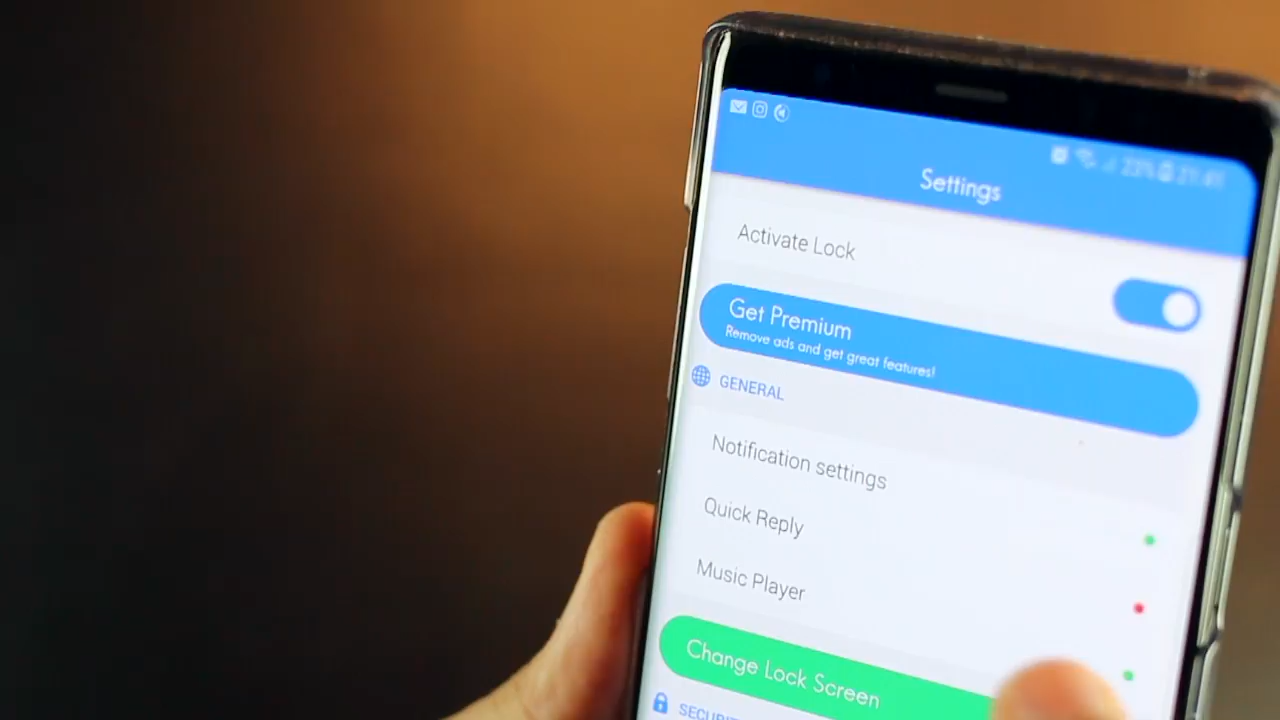 Settings
Activate Lock
Get Premium
Remove ads and get great features!
GENERAL
Notification settings
Quick Reply
Music Player
Change Lock Screen